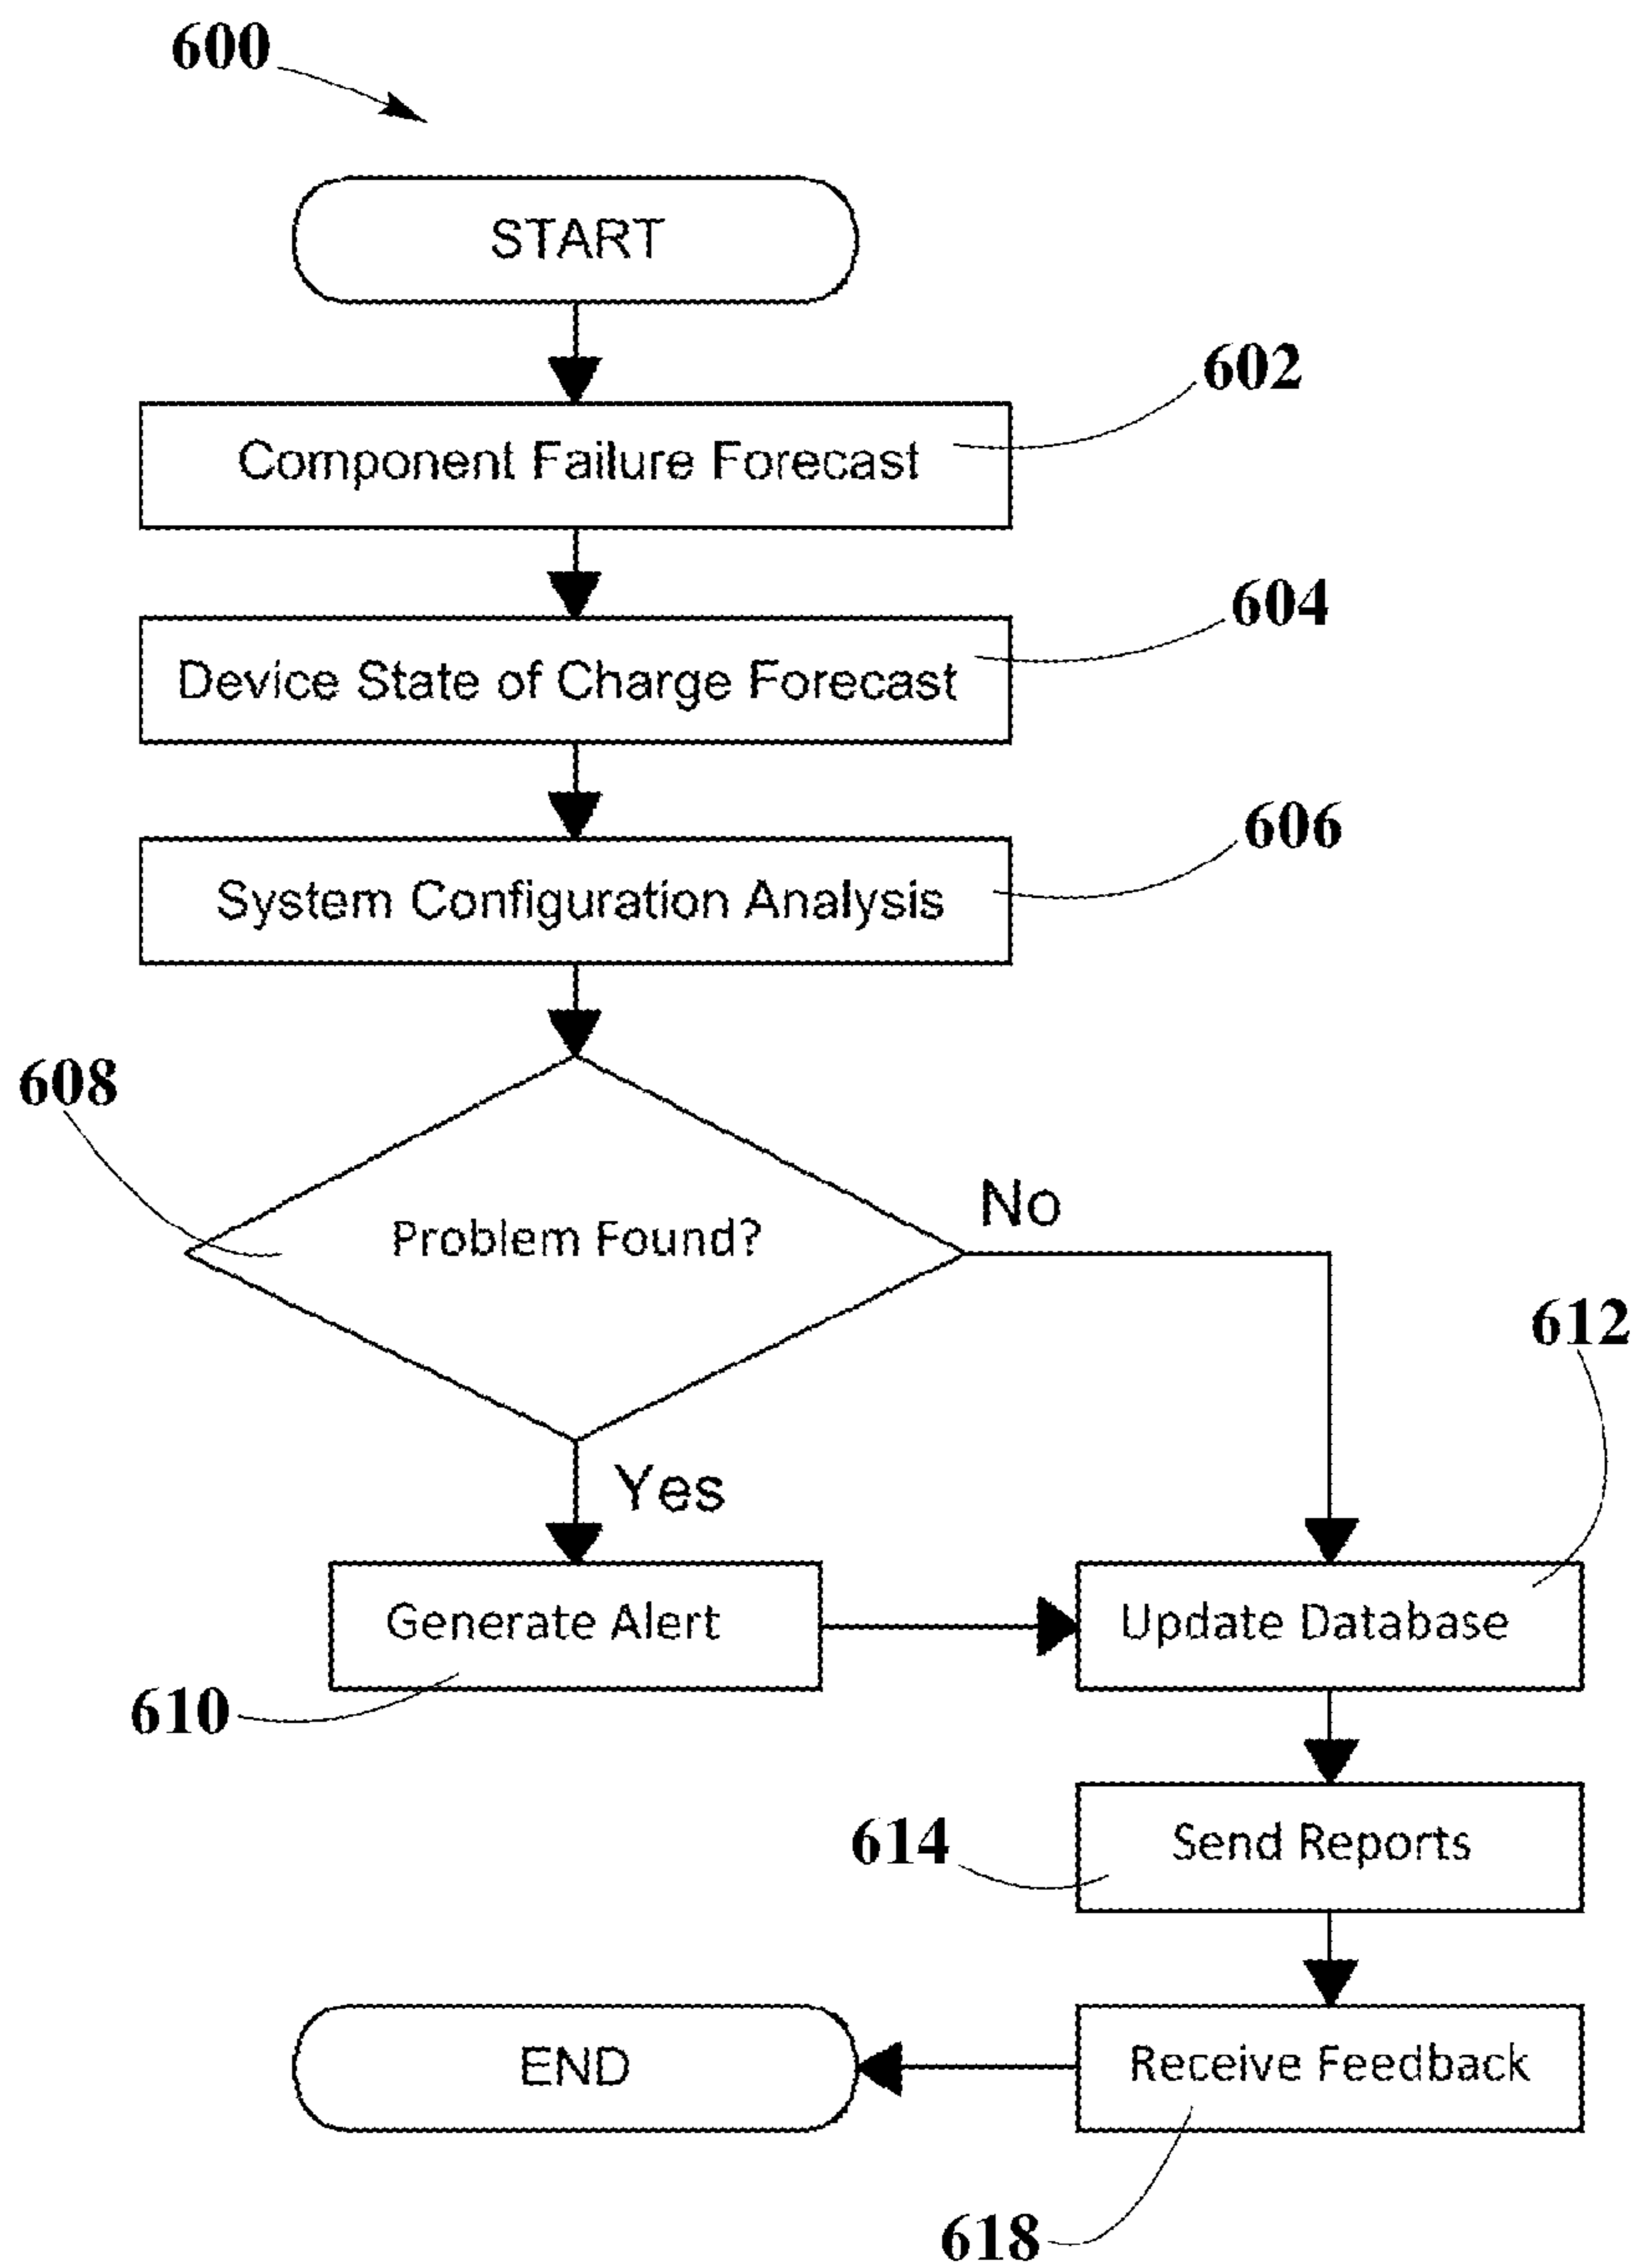 600
START
602
Component Failure Forecast
604
Device State of Charge Forecast
606
System Configuration Analysis
608
Problem Found?
No
612
Yes
Generate Alert
Update Database
610
614
Send Reports
END
Receive Feedback
618